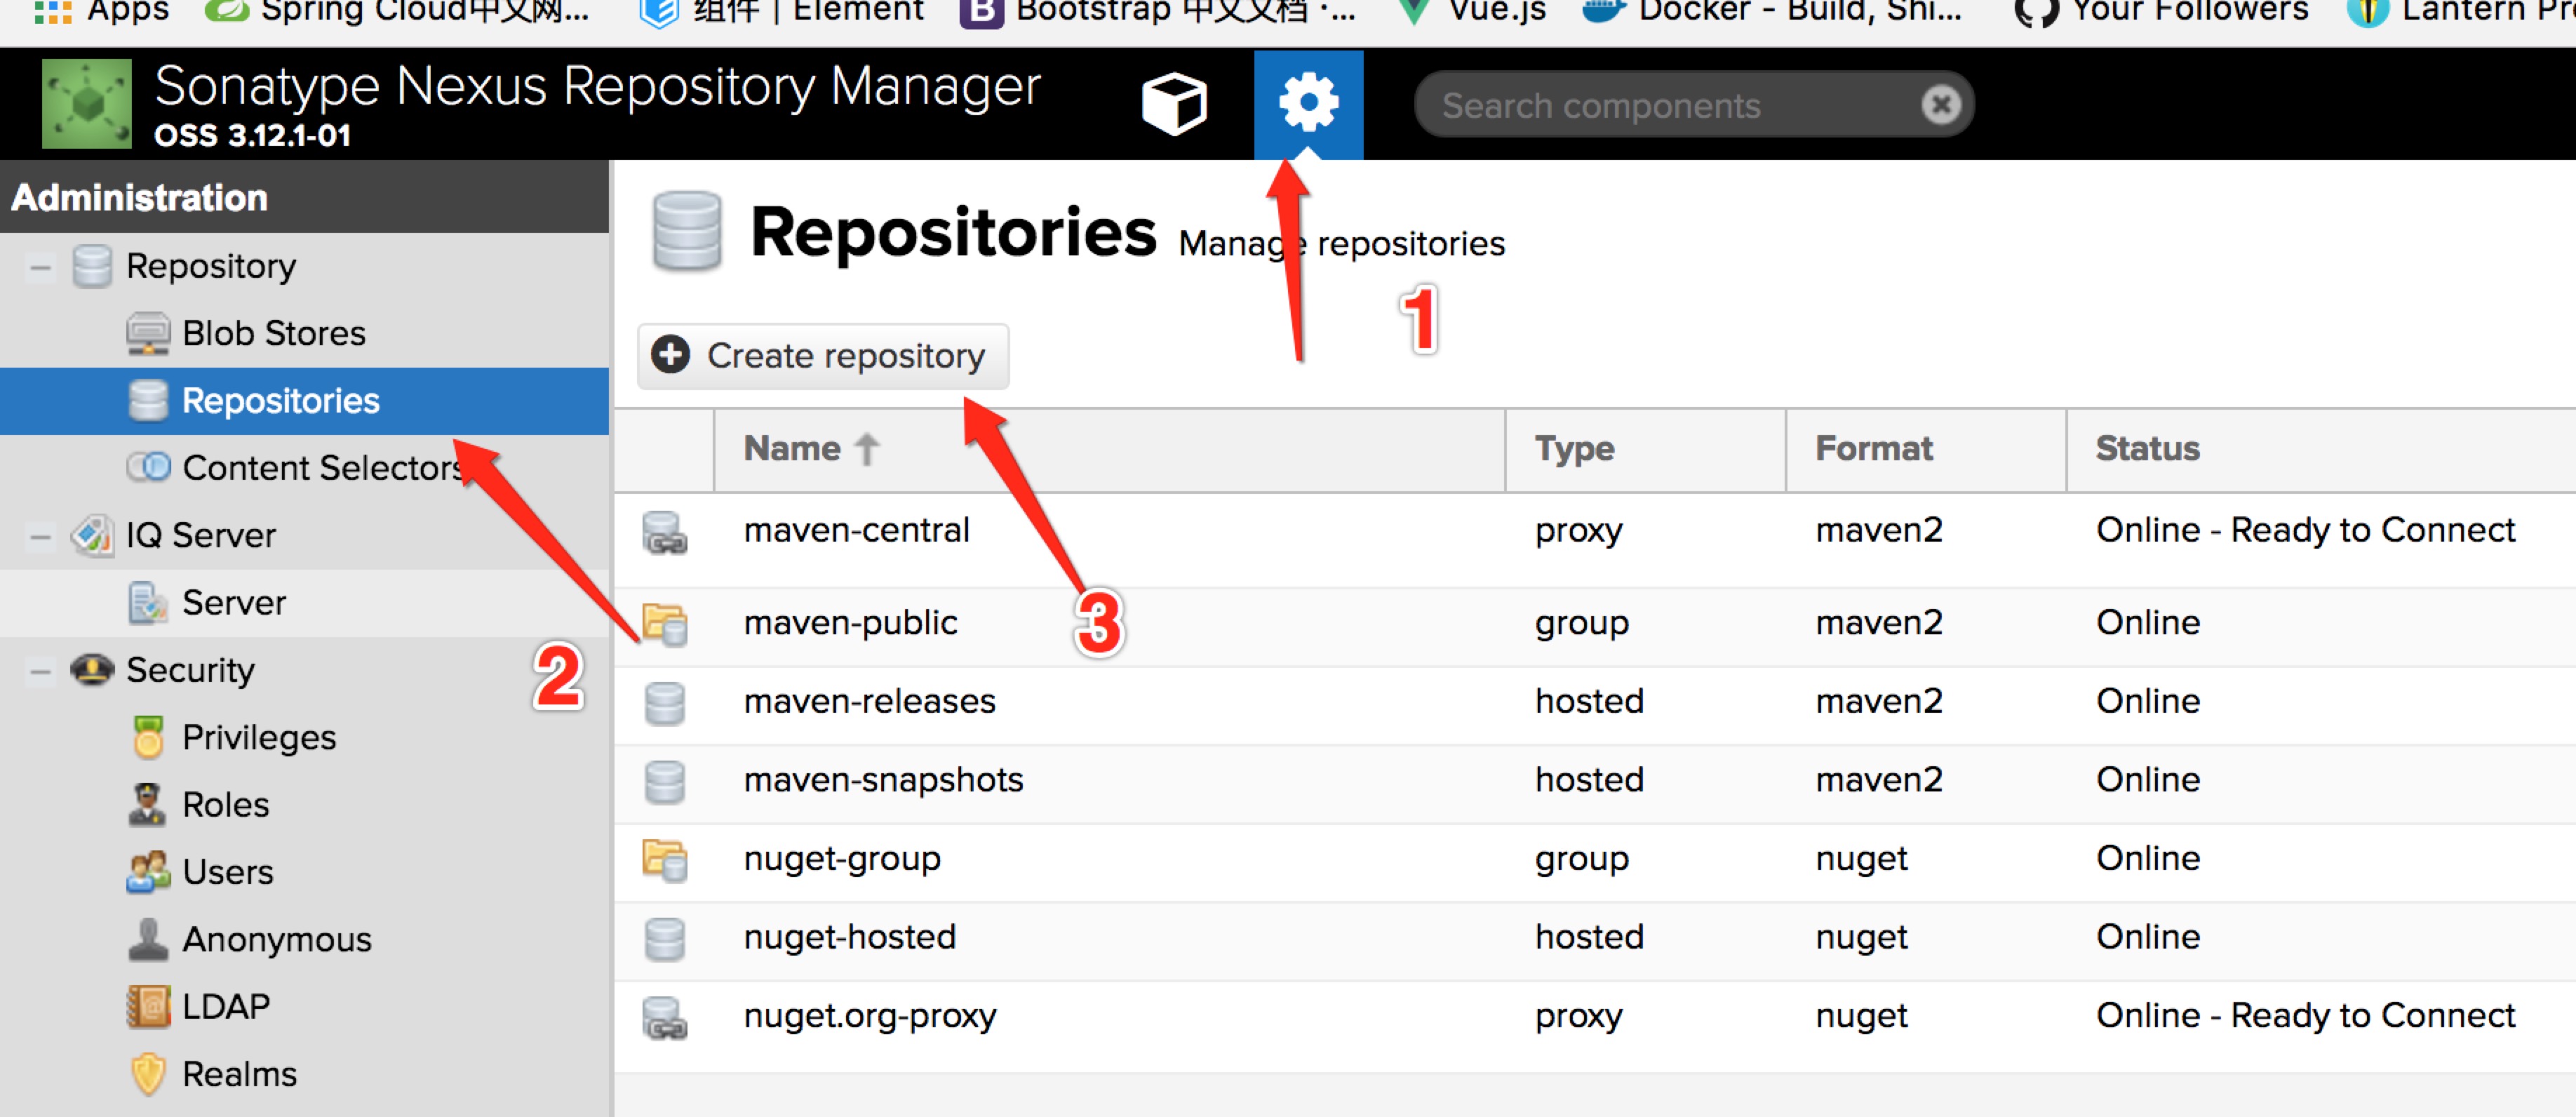 Apps Spring Cloud中文网... 组件 | Element Bootstrap 中文文档 ·... Vue.js Docker - Build, Shi... Your Followers Lantern Pr
Sonatype Nexus Repository Manager
OSS 3.12.1-01
Search components
Administration
Repository
Blob Stores
Repositories
Content Selectors
IQ Server
Server
Security
Privileges
Roles
Users
Anonymous
LDAP
Realms
Repositories Manage repositories
1
Create repository
2
3
Name Type Format Status
maven-central proxy maven2 Online - Ready to Connect
maven-public group maven2 Online
maven-releases hosted maven2 Online
maven-snapshots hosted maven2 Online
nuget-group group nuget Online
nuget-hosted hosted nuget Online
nuget.org-proxy proxy nuget Online - Ready to Connect